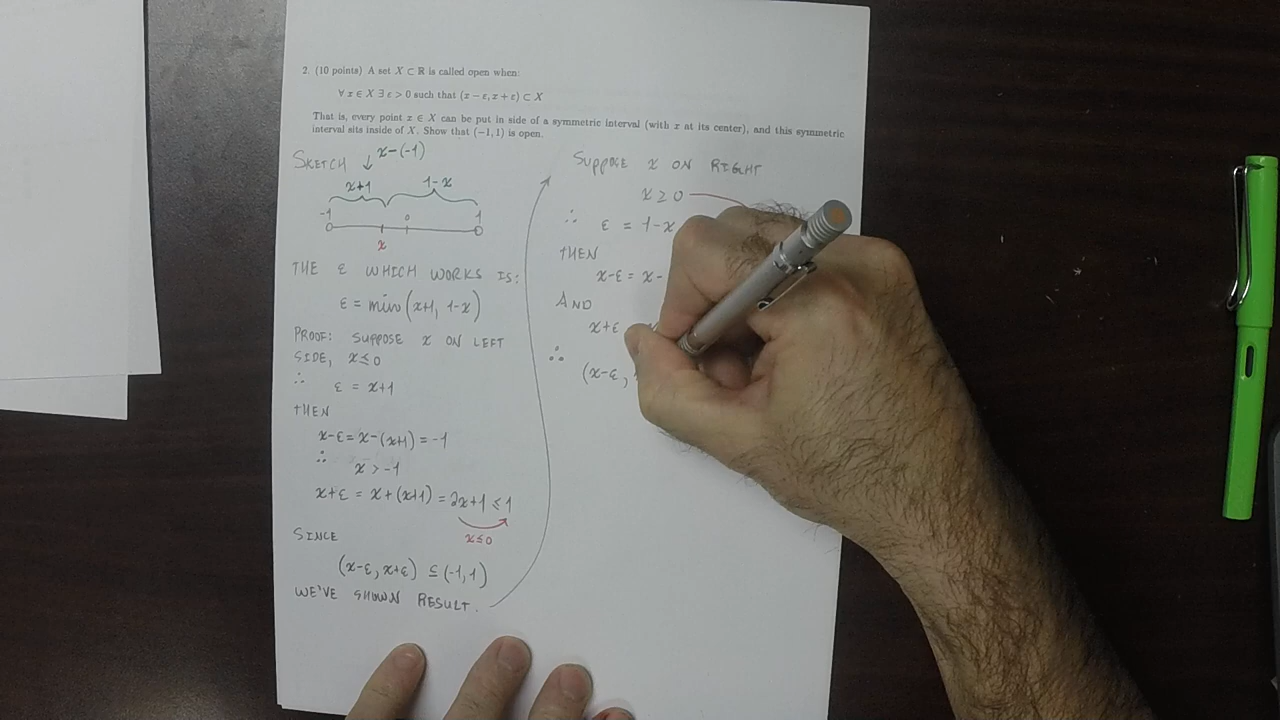 2. (10 points) A set X ⊂ R is called open when:
∀ x ∈ X ∃ ε > 0 such that (x − ε, x + ε) ⊂ X
That is, every point x ∈ X can be put in side of a symmetric interval (with x at its center), and this symmetric
interval sits inside of X. Show that (−1, 1) is open.
SKETCH ↓ x-(-1)
x+1 1-x
-1 0 1
x
THE ε WHICH WORKS IS:
ε = min(x+1, 1-x)
PROOF: SUPPOSE x ON LEFT
SIDE, x ≤ 0
∴ ε = x+1
THEN
x-ε = x-(x+1) = -1
∴ x > -1
x+ε = x+(x+1) = 2x+1 ≤ 1
x≤0
SINCE
(x-ε, x+ε) ⊆ (-1, 1)
WE'VE SHOWN RESULT.
SUPPOSE x ON RIGHT
x ≥ 0
∴ ε = 1-x
THEN
x-ε = x-
AND
x+ε
∴
(x-ε,